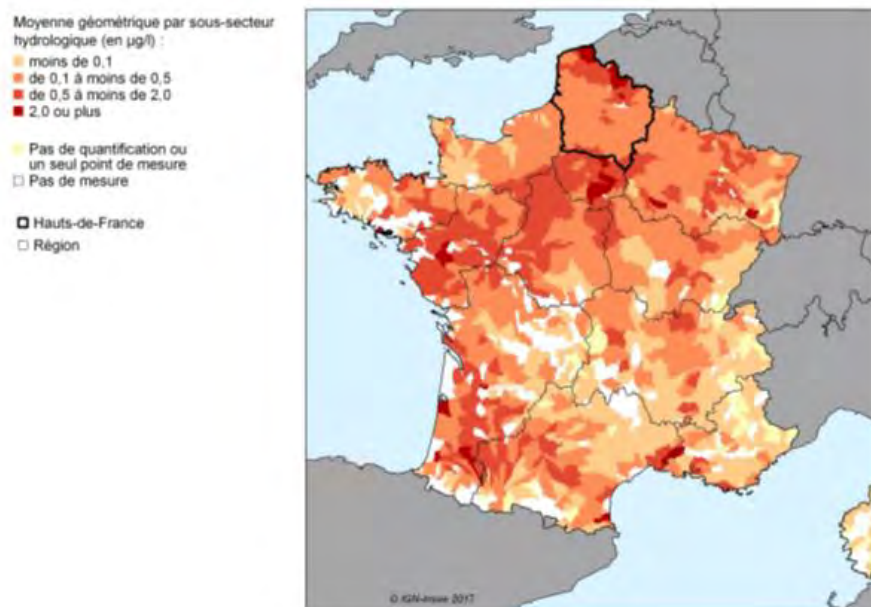 Moyenne géométrique par sous-secteur
hydrologique (en µg/l) :
moins de 0,1
de 0,1 à moins de 0,5
de 0,5 à moins de 2,0
2,0 ou plus
Pas de quantification ou
un seul point de mesure
Pas de mesure
Hauts-de-France
Région
© IGN-Insee 2017